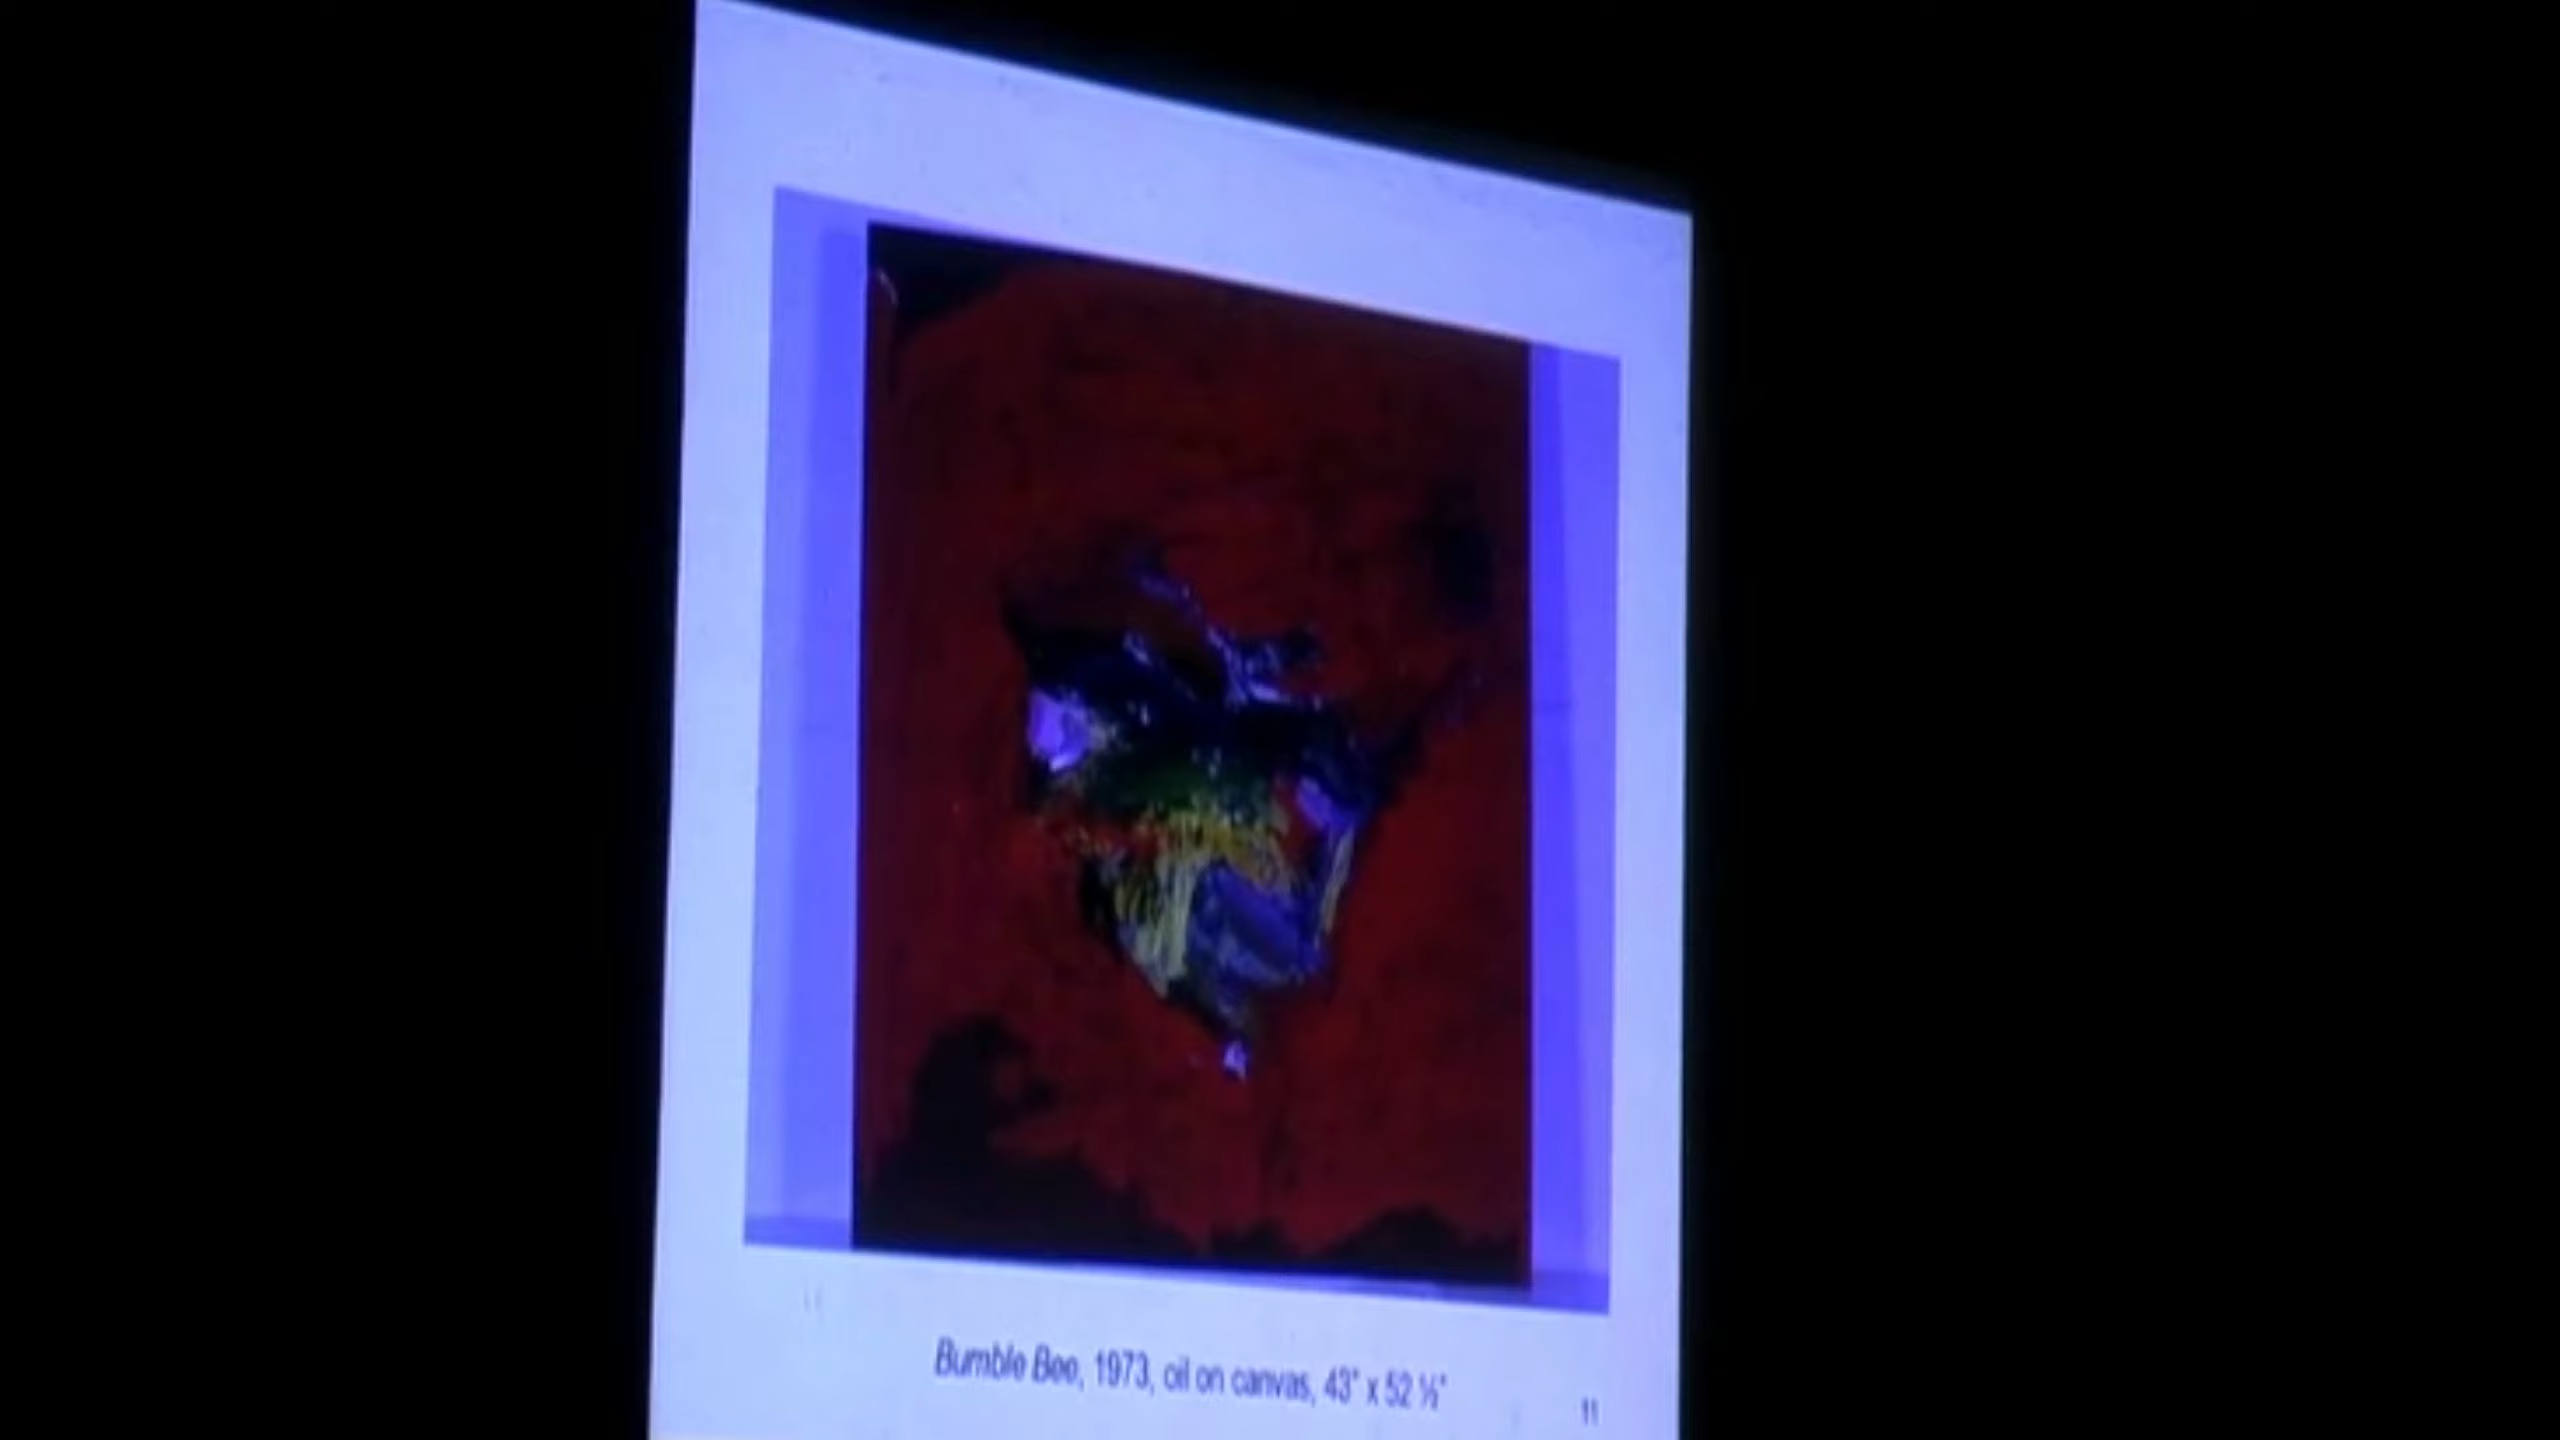 Bumble Bee, 1973, oil on canvas, 43" x 52 ½"
11